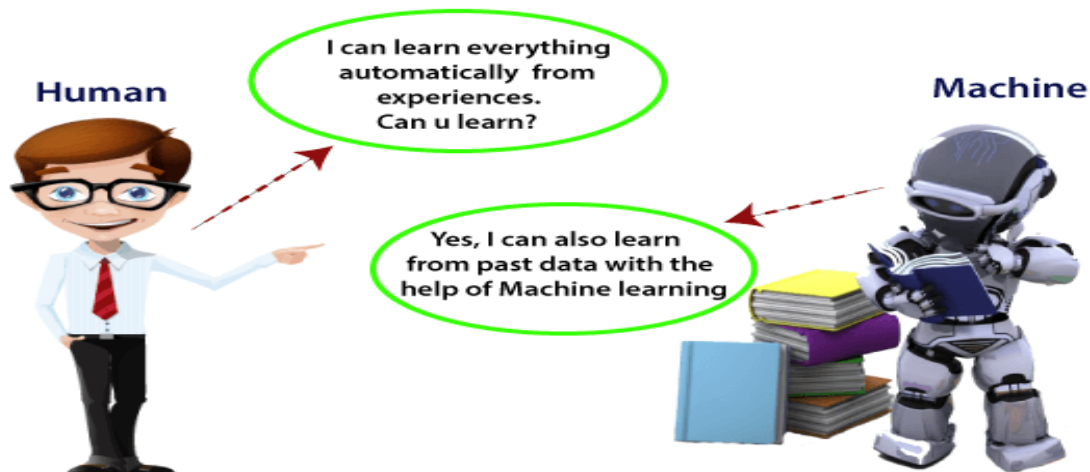 Human
I can learn everything
automatically from
experiences.
Can u learn?
Machine
Yes, I can also learn
from past data with the
help of Machine learning